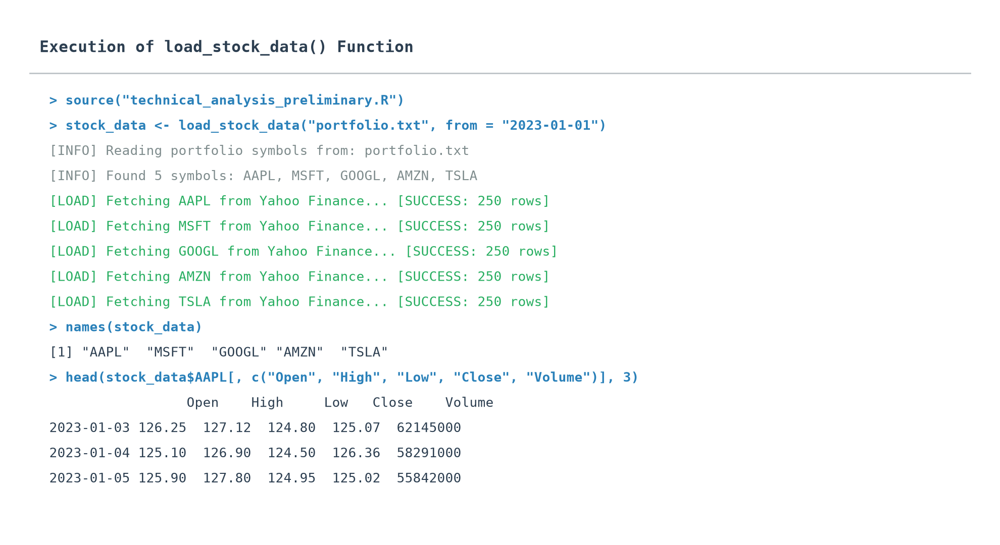 Execution of load_stock_data() Function
> source("technical_analysis_preliminary.R")
> stock_data <- load_stock_data("portfolio.txt", from = "2023-01-01")
[INFO] Reading portfolio symbols from: portfolio.txt
[INFO] Found 5 symbols: AAPL, MSFT, GOOGL, AMZN, TSLA
[LOAD] Fetching AAPL from Yahoo Finance... [SUCCESS: 250 rows]
[LOAD] Fetching MSFT from Yahoo Finance... [SUCCESS: 250 rows]
[LOAD] Fetching GOOGL from Yahoo Finance... [SUCCESS: 250 rows]
[LOAD] Fetching AMZN from Yahoo Finance... [SUCCESS: 250 rows]
[LOAD] Fetching TSLA from Yahoo Finance... [SUCCESS: 250 rows]
> names(stock_data)
[1] "AAPL"  "MSFT"  "GOOGL" "AMZN"  "TSLA"
> head(stock_data$AAPL[, c("Open", "High", "Low", "Close", "Volume")], 3)
                 Open    High     Low   Close    Volume
2023-01-03 126.25  127.12  124.80  125.07  62145000
2023-01-04 125.10  126.90  124.50  126.36  58291000
2023-01-05 125.90  127.80  124.95  125.02  55842000